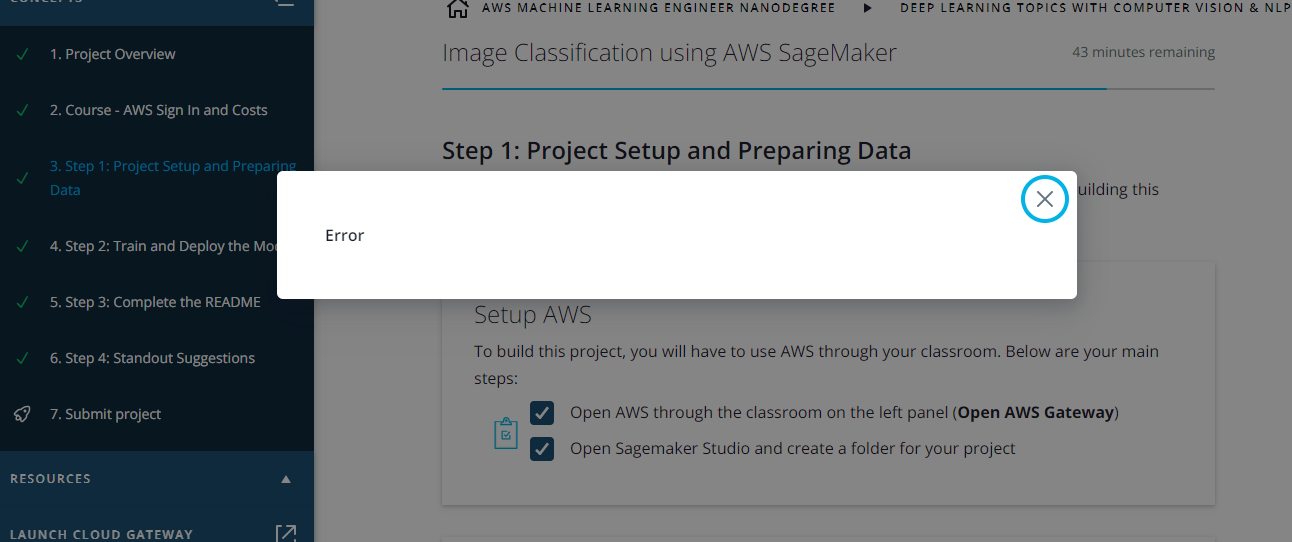 CONCEPTS
1. Project Overview
2. Course - AWS Sign In and Costs
3. Step 1: Project Setup and Preparing
Data
4. Step 2: Train and Deploy the
5. Step 3: Complete the README
6. Step 4: Standout Suggestions
7. Submit project
RESOURCES
LAUNCH CLOUD GATEWAY
AWS MACHINE LEARNING ENGINEER NANODEGREE
DEEP LEARNING TOPICS WITH COMPUTER VISION & NLP
Image Classification using AWS SageMaker
43 minutes remaining
Step 1: Project Setup and Preparing Data
uilding this
Error
Setup AWS
To build this project, you will have to use AWS through your classroom. Below are your main
steps:
Open AWS through the classroom on the left panel (Open AWS Gateway)
Open Sagemaker Studio and create a folder for your project